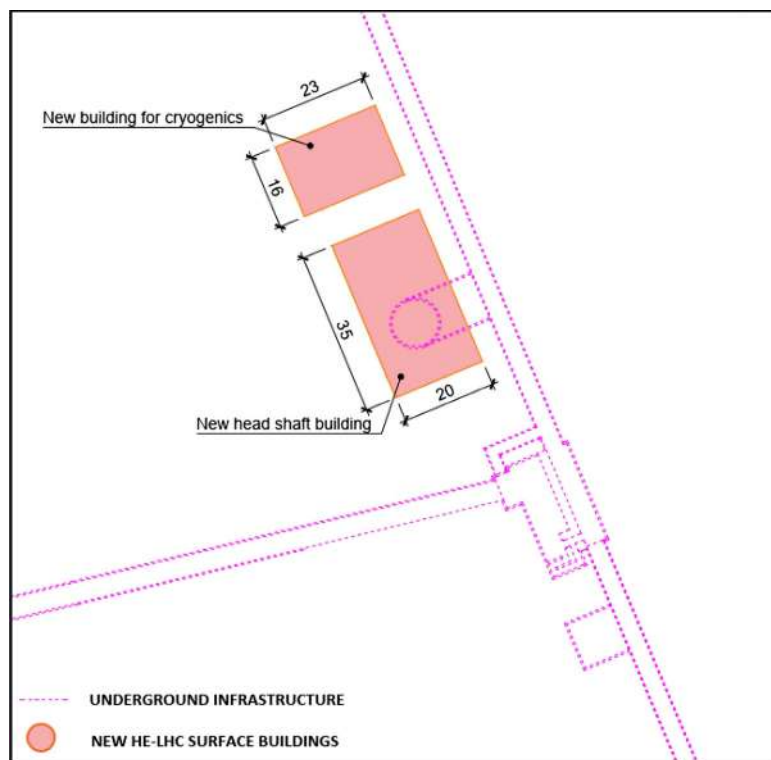 23
New building for cryogenics
16
35
20
New head shaft building
UNDERGROUND INFRASTRUCTURE
NEW HE-LHC SURFACE BUILDINGS